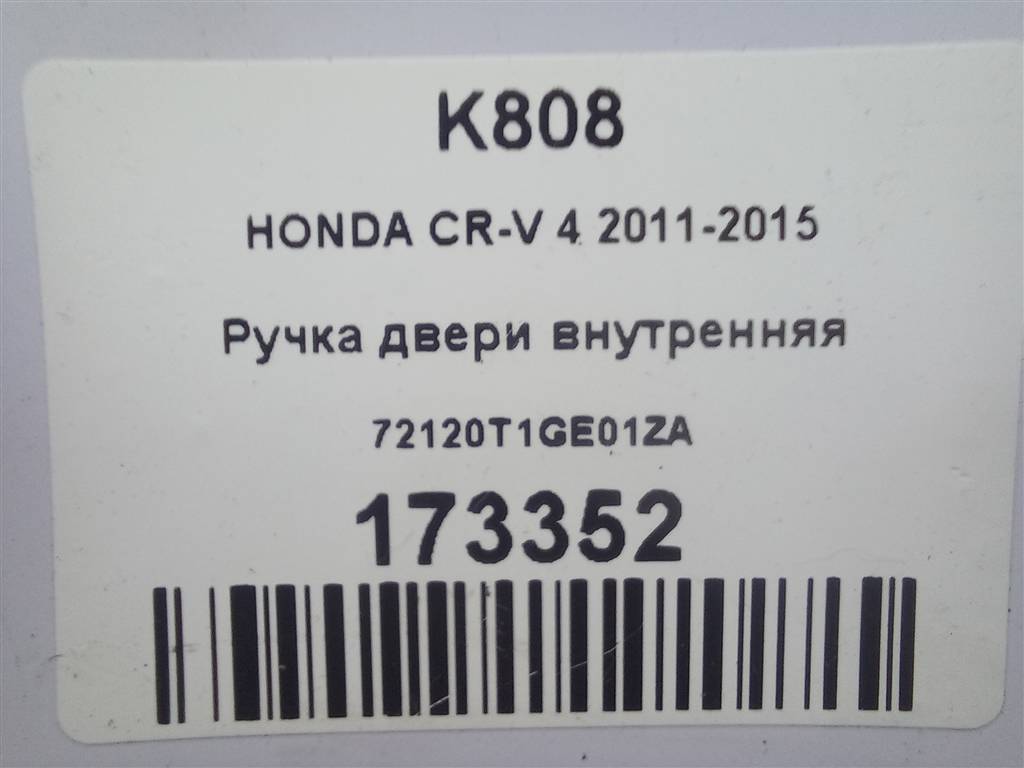 K808
HONDA CR-V 4 2011-2015
Ручка двери внутренняя
72120T1GE01ZA
173352